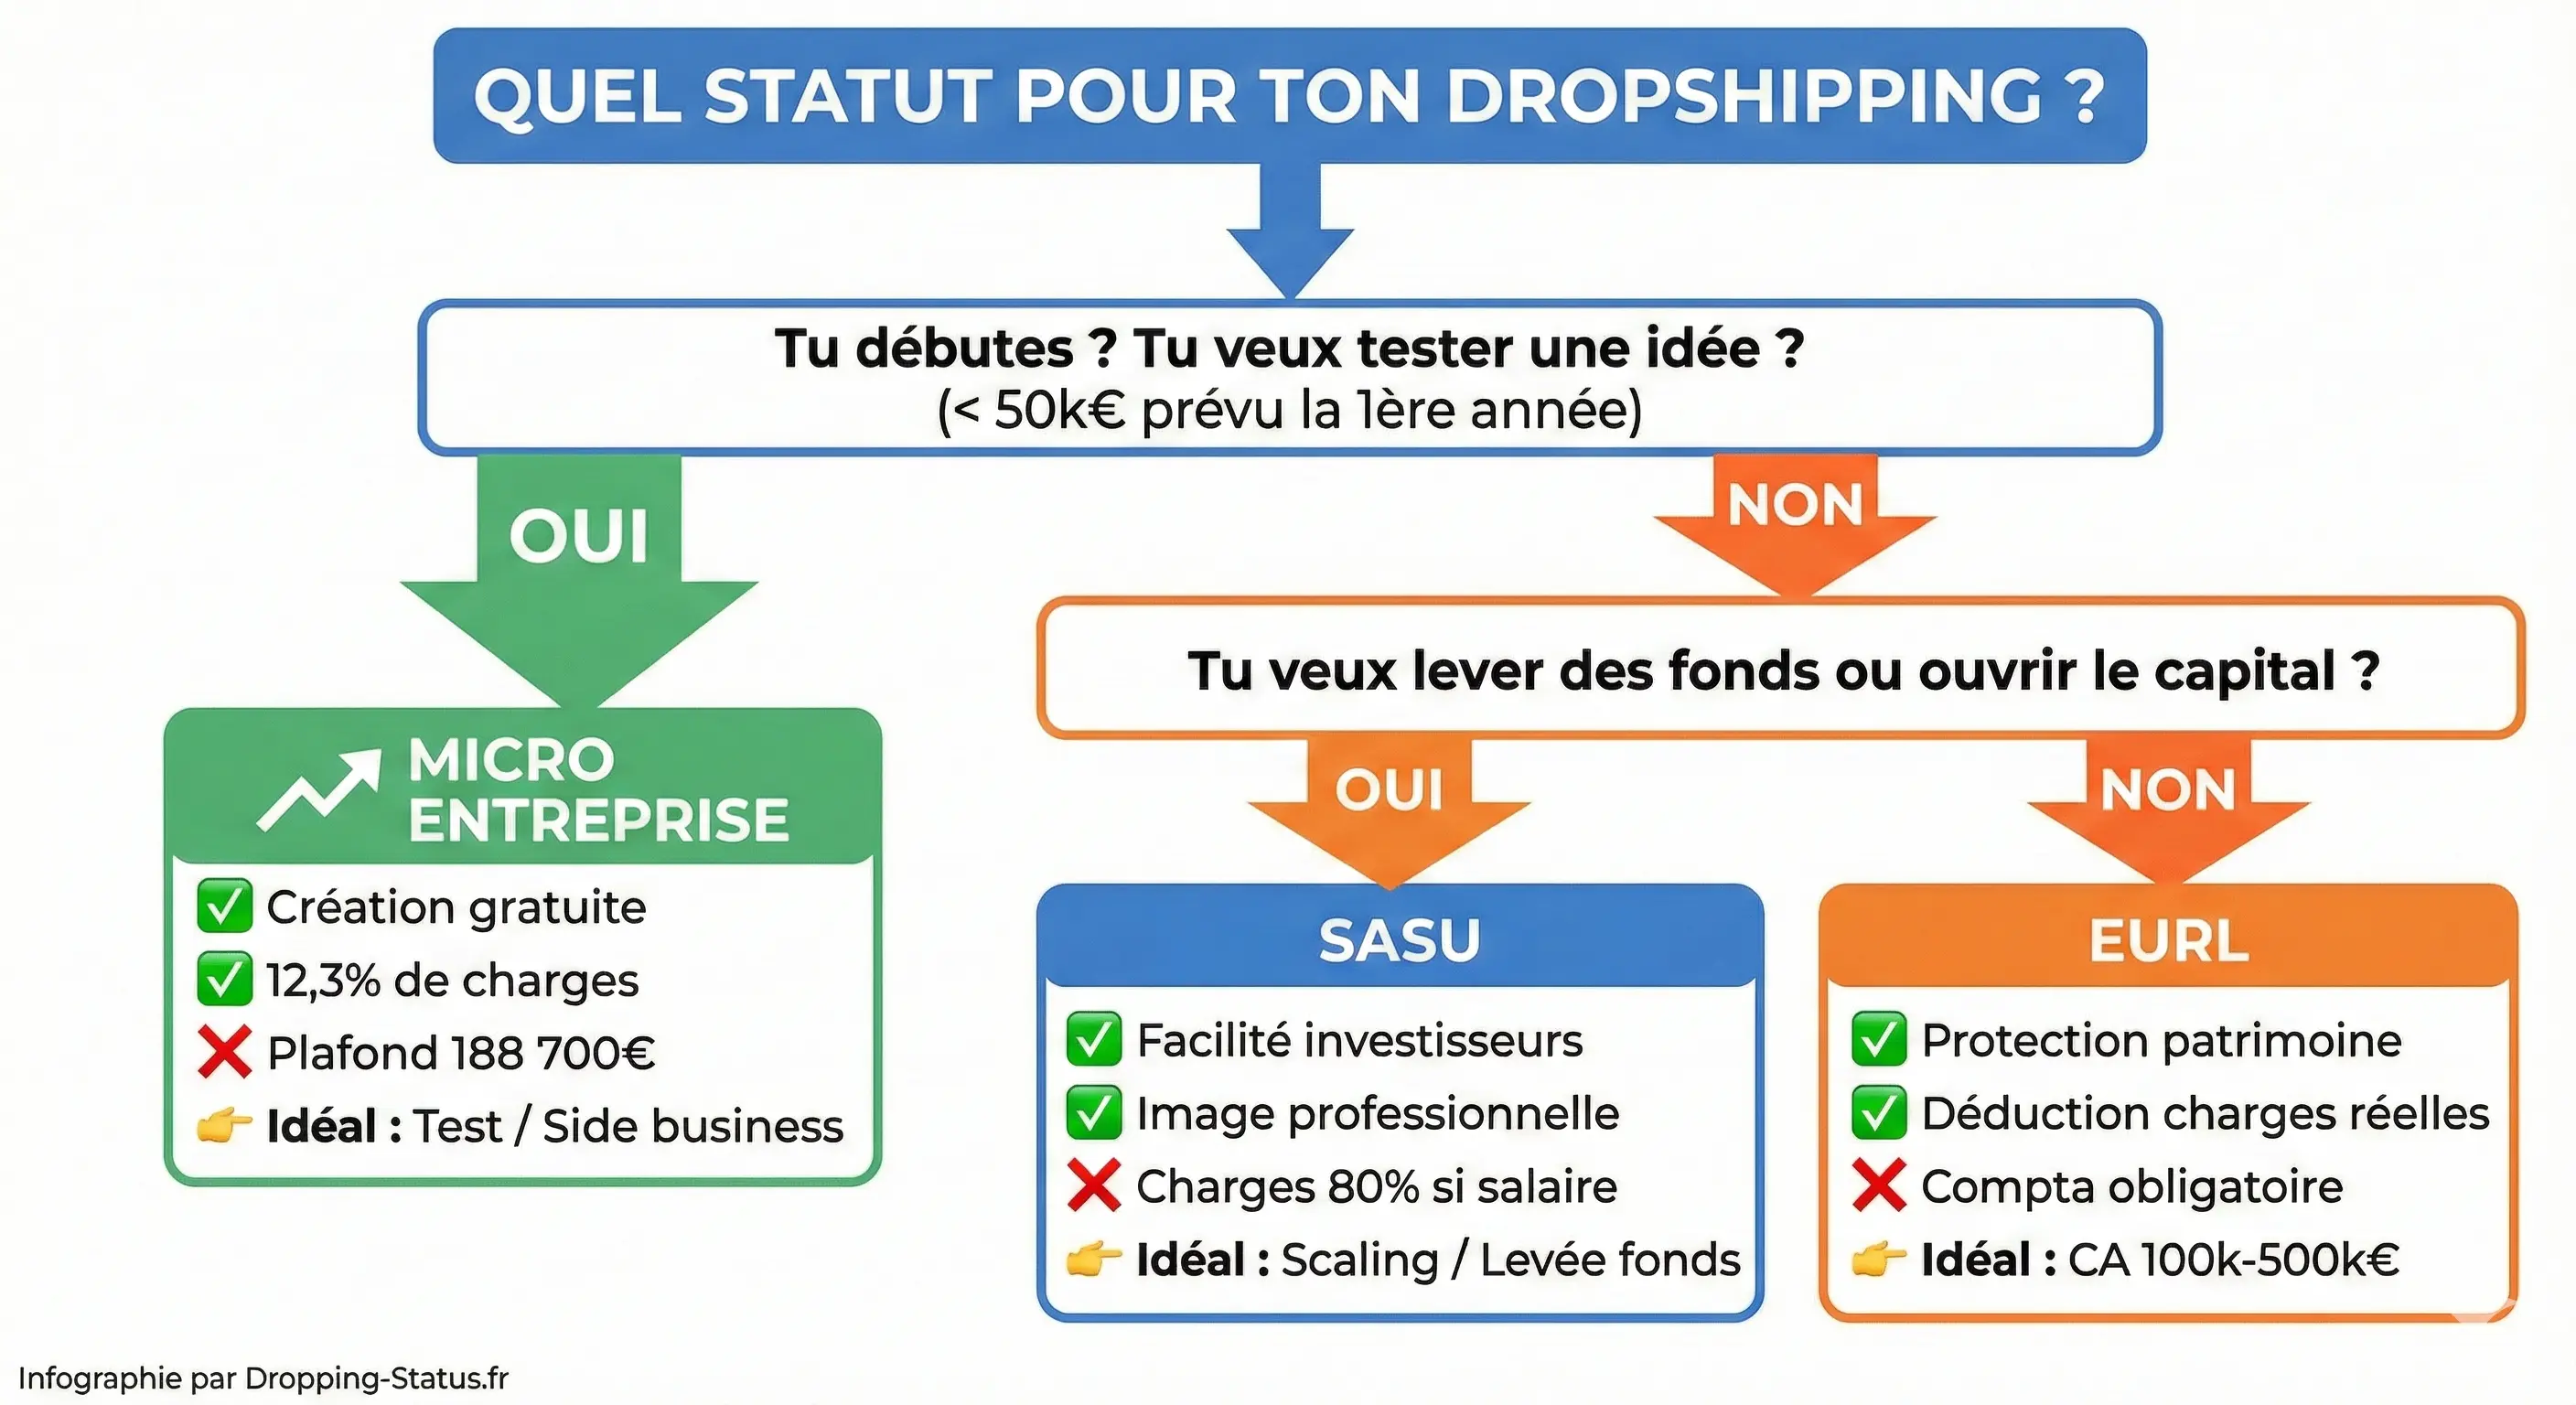 QUEL STATUT POUR TON DROPSHIPPING ?
Tu débutes ? Tu veux tester une idée ?
(< 50k€ prévu la 1ère année)
OUI
NON
Tu veux lever des fonds ou ouvrir le capital ?
MICRO
ENTREPRISE
✅ Création gratuite
✅ 12,3% de charges
❌ Plafond 188 700€
👉 Idéal : Test / Side business
OUI
NON
SASU
✅ Facilité investisseurs
✅ Image professionnelle
❌ Charges 80% si salaire
👉 Idéal : Scaling / Levée fonds
EURL
✅ Protection patrimoine
✅ Déduction charges réelles
❌ Compta obligatoire
👉 Idéal : CA 100k-500k€
Infographie par Dropping-Status.fr